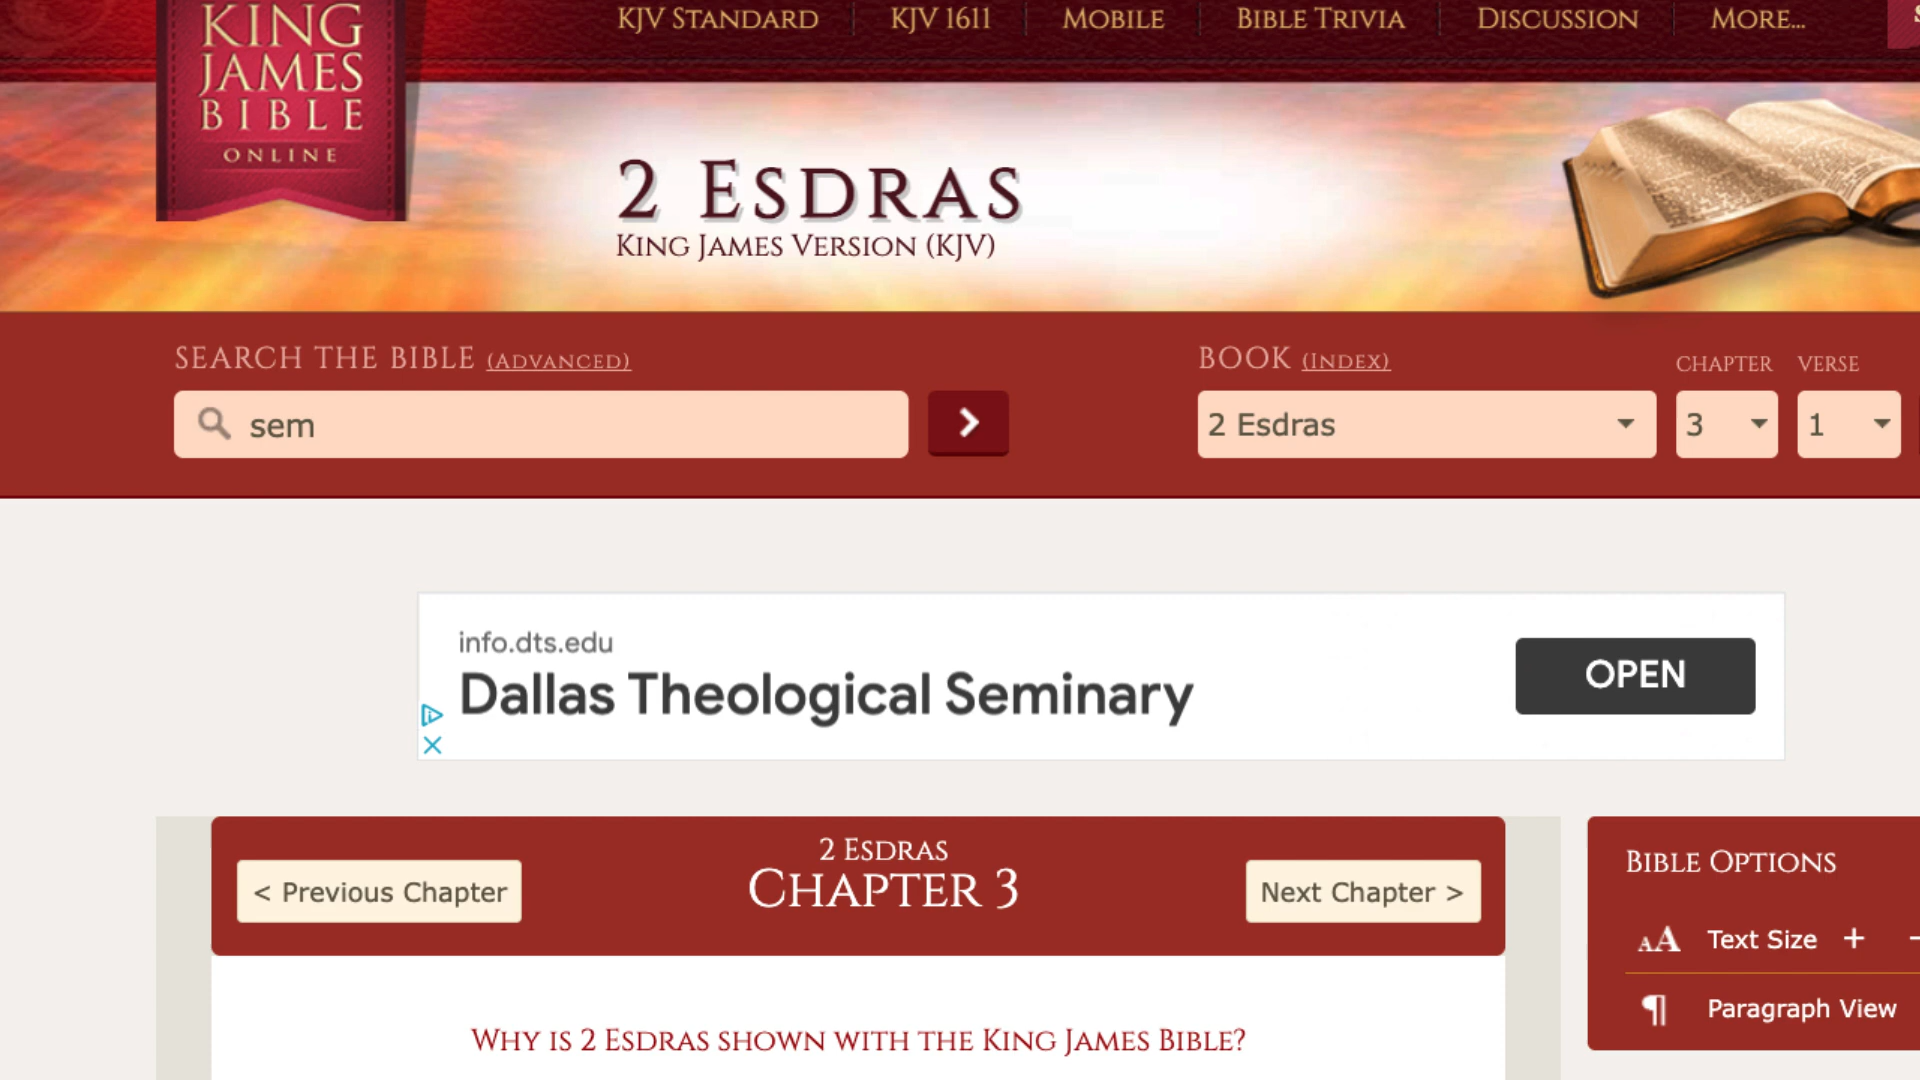 KING
JAMES
BIBLE
ONLINE
KJV STANDARD
KJV 1611
MOBILE
BIBLE TRIVIA
DISCUSSION
MORE...
2 ESDRAS
KING JAMES VERSION (KJV)
SEARCH THE BIBLE (ADVANCED)
sem
BOOK (INDEX)
2 Esdras
CHAPTER
3
VERSE
1
info.dts.edu
Dallas Theological Seminary
OPEN
< Previous Chapter
2 ESDRAS
CHAPTER 3
Next Chapter >
WHY IS 2 ESDRAS SHOWN WITH THE KING JAMES BIBLE?
BIBLE OPTIONS
AA Text Size + -
¶ Paragraph View